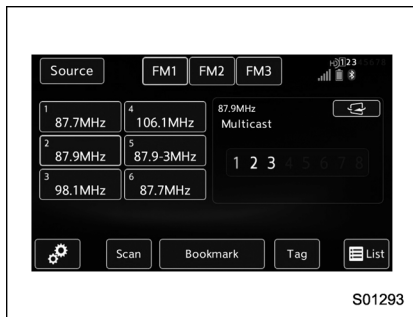 Source
FM1 FM2 FM3
123
1 87.7MHz
4 106.1MHz
2 87.9MHz
5 87.9-3MHz
3 98.1MHz
6 87.7MHz
87.9MHz
Multicast
1 2 3 4 5 6 7 8
Scan Bookmark Tag List
S01293